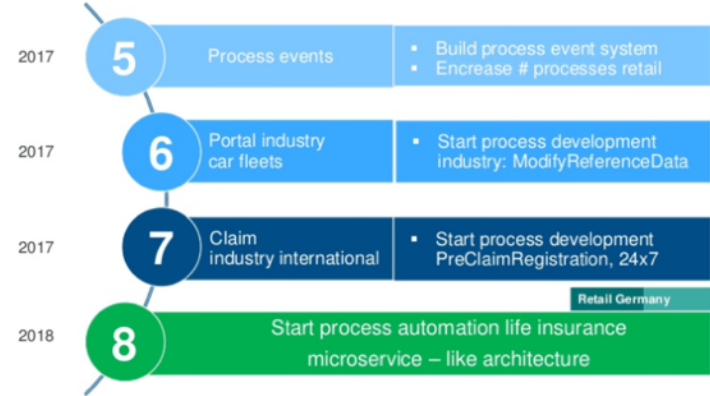 2017
5
Process events
▪ Build process event system
▪ Encrease # processes retail
2017
6
Portal industry
car fleets
▪ Start process development
industry: ModifyReferenceData
2017
7
Claim
industry international
▪ Start process development
PreClaimRegistration, 24x7
Retail Germany
2018
8
Start process automation life insurance
microservice – like architecture